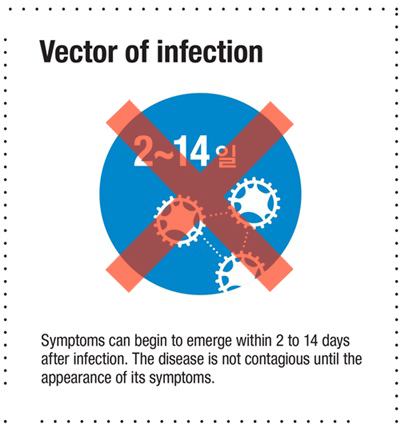 Vector of infection
2~14일
Symptoms can begin to emerge within 2 to 14 days
after infection. The disease is not contagious until the
appearance of its symptoms.